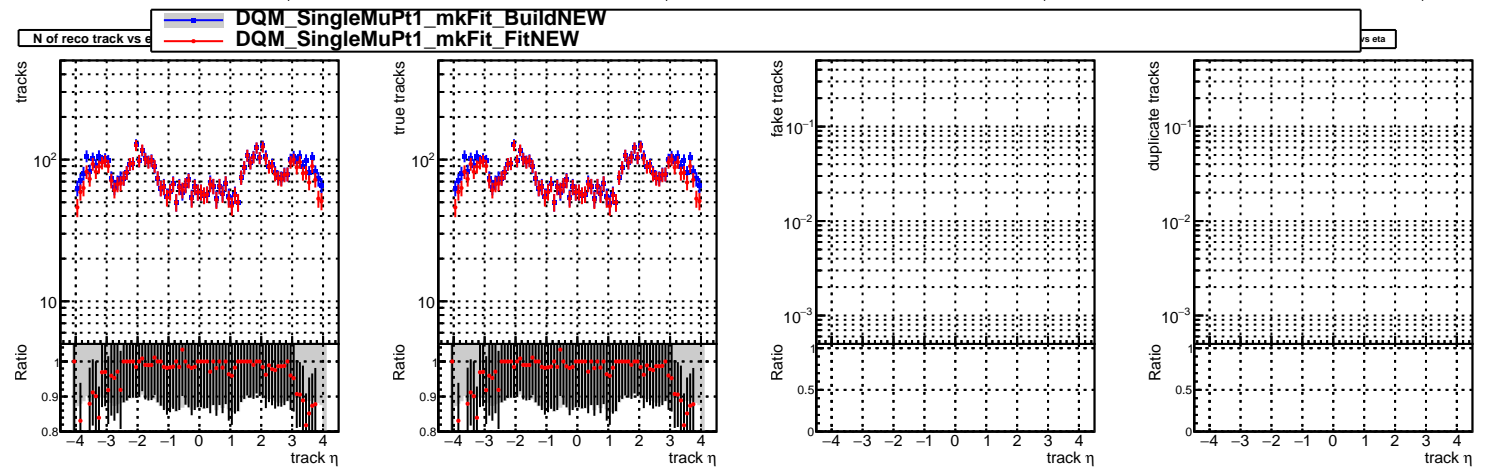 DQM_SingleMuPt1_mkFit_BuildNEW
DQM_SingleMuPt1_mkFit_FitNEW
N of reco track vs e
vs eta
tracks
10²
10
Ratio
1
0.9
0.8
−4 −3 −2 −1 0 1 2 3 4
track η
true tracks
10²
10
Ratio
1
0.9
0.8
−4 −3 −2 −1 0 1 2 3 4
track η
fake tracks
10⁻¹
10⁻²
10⁻³
Ratio
1
0.5
0
−4 −3 −2 −1 0 1 2 3 4
track η
duplicate tracks
10⁻¹
10⁻²
10⁻³
Ratio
1
0.5
0
−4 −3 −2 −1 0 1 2 3 4
track η